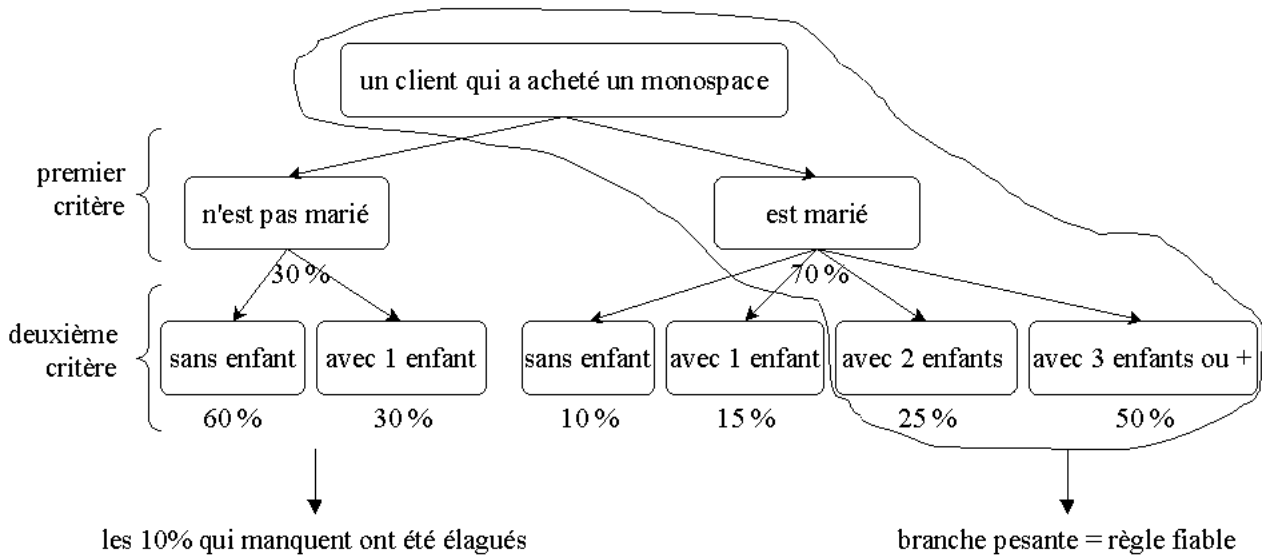 un client qui a acheté un monospace
premier
critère
n'est pas marié
est marié
30 %
70 %
deuxième
critère
sans enfant
avec 1 enfant
sans enfant
avec 1 enfant
avec 2 enfants
avec 3 enfants ou +
60 %
30 %
10 %
15 %
25 %
50 %
les 10% qui manquent ont été élagués
branche pesante = règle fiable